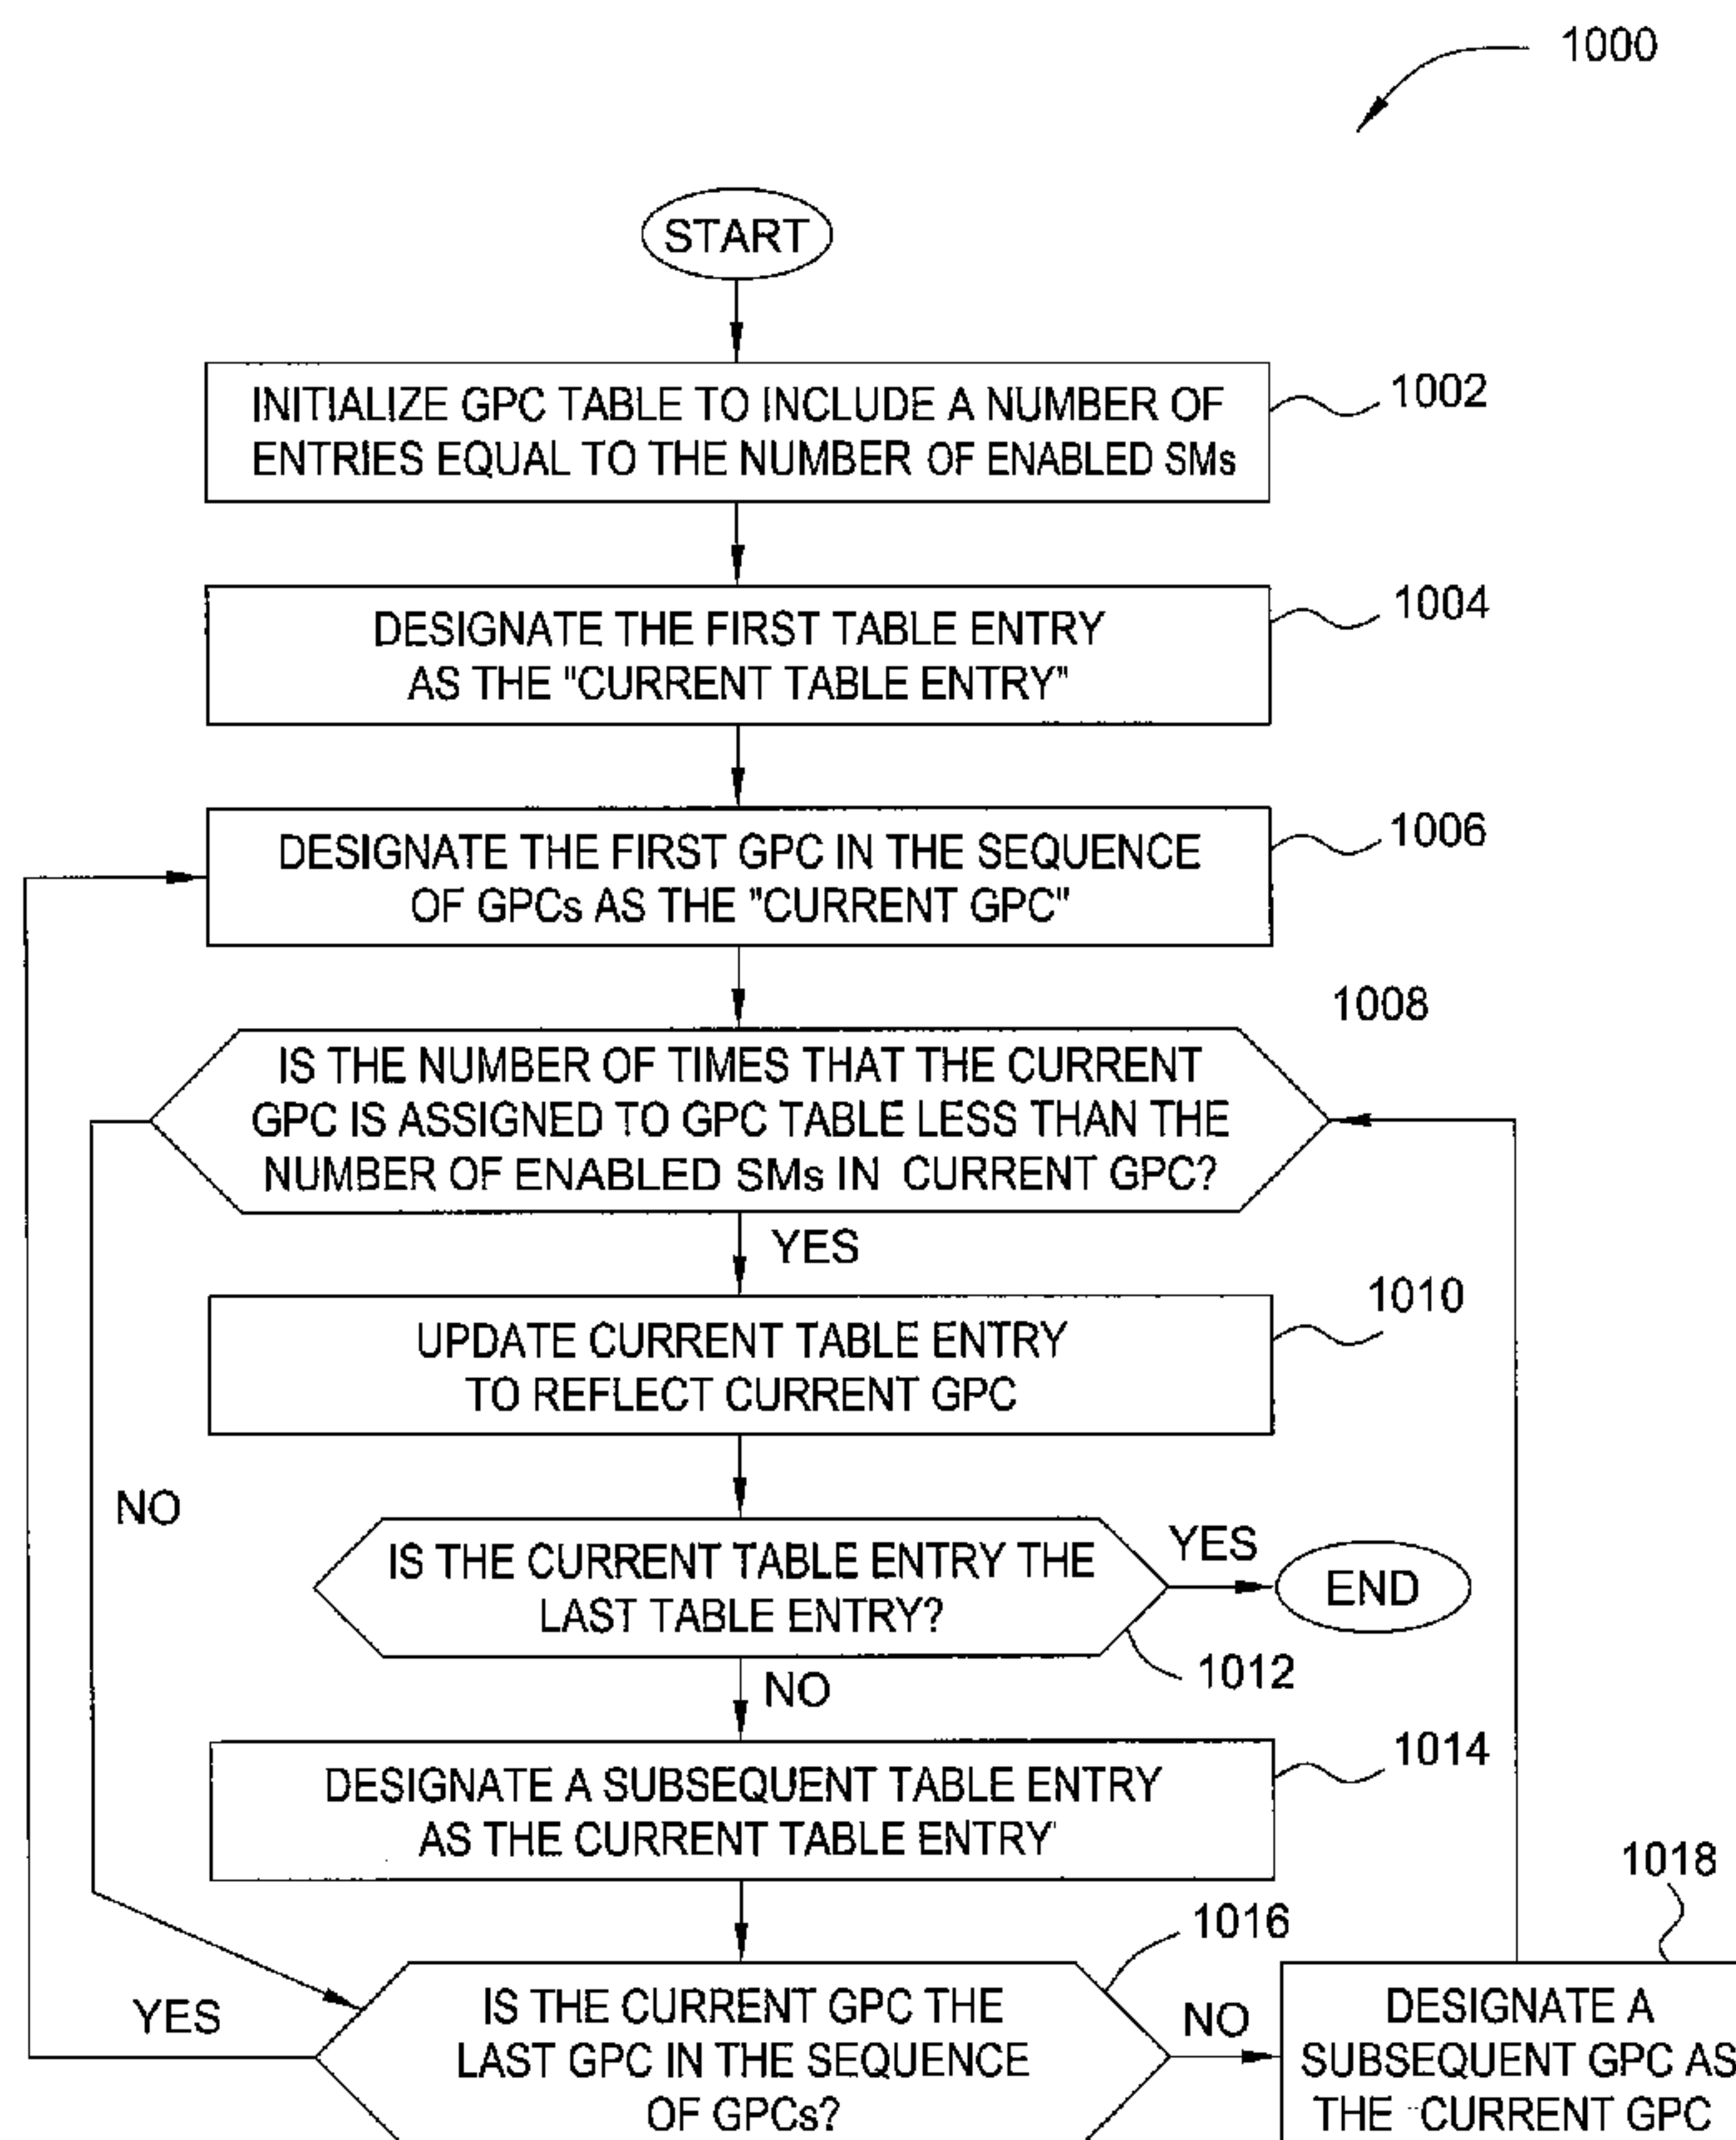 1000
START
INITIALIZE GPC TABLE TO INCLUDE A NUMBER OF
ENTRIES EQUAL TO THE NUMBER OF ENABLED SMs
1002
DESIGNATE THE FIRST TABLE ENTRY
AS THE "CURRENT TABLE ENTRY"
1004
DESIGNATE THE FIRST GPC IN THE SEQUENCE
OF GPCs AS THE "CURRENT GPC"
1006
1008
IS THE NUMBER OF TIMES THAT THE CURRENT
GPC IS ASSIGNED TO GPC TABLE LESS THAN THE
NUMBER OF ENABLED SMs IN CURRENT GPC?
YES
1010
UPDATE CURRENT TABLE ENTRY
TO REFLECT CURRENT GPC
NO
IS THE CURRENT TABLE ENTRY THE
LAST TABLE ENTRY?
YES
END
1012
NO
1014
DESIGNATE A SUBSEQUENT TABLE ENTRY
AS THE CURRENT TABLE ENTRY
1018
1016
YES
IS THE CURRENT GPC THE
LAST GPC IN THE SEQUENCE
OF GPCs?
NO
DESIGNATE A
SUBSEQUENT GPC AS
THE CURRENT GPC